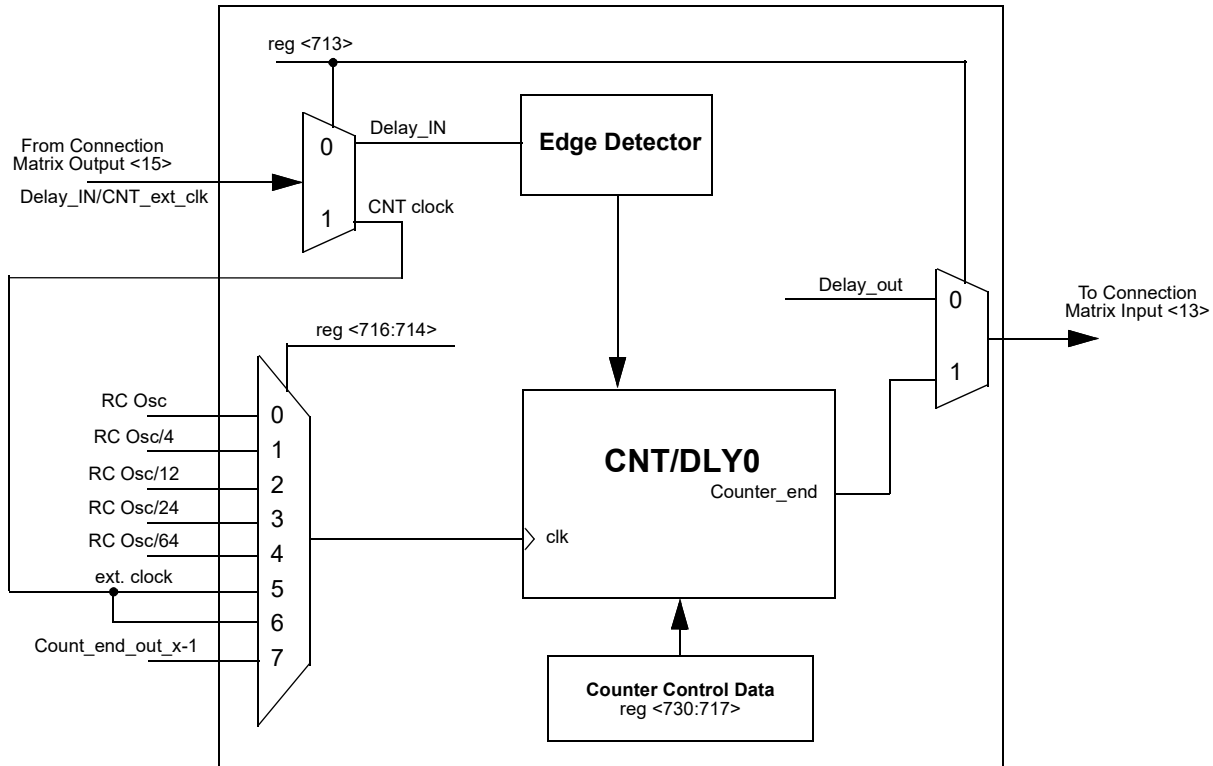 reg <713>
From Connection
Matrix Output <15>
Delay_IN/CNT_ext_clk
0
1
Delay_IN
CNT clock
Edge Detector
Delay_out
0
1
To Connection
Matrix Input <13>
reg <716:714>
RC Osc
RC Osc/4
RC Osc/12
RC Osc/24
RC Osc/64
ext. clock
Count_end_out_x-1
0
1
2
3
4
5
6
7
CNT/DLY0
Counter_end
clk
Counter Control Data
reg <730:717>